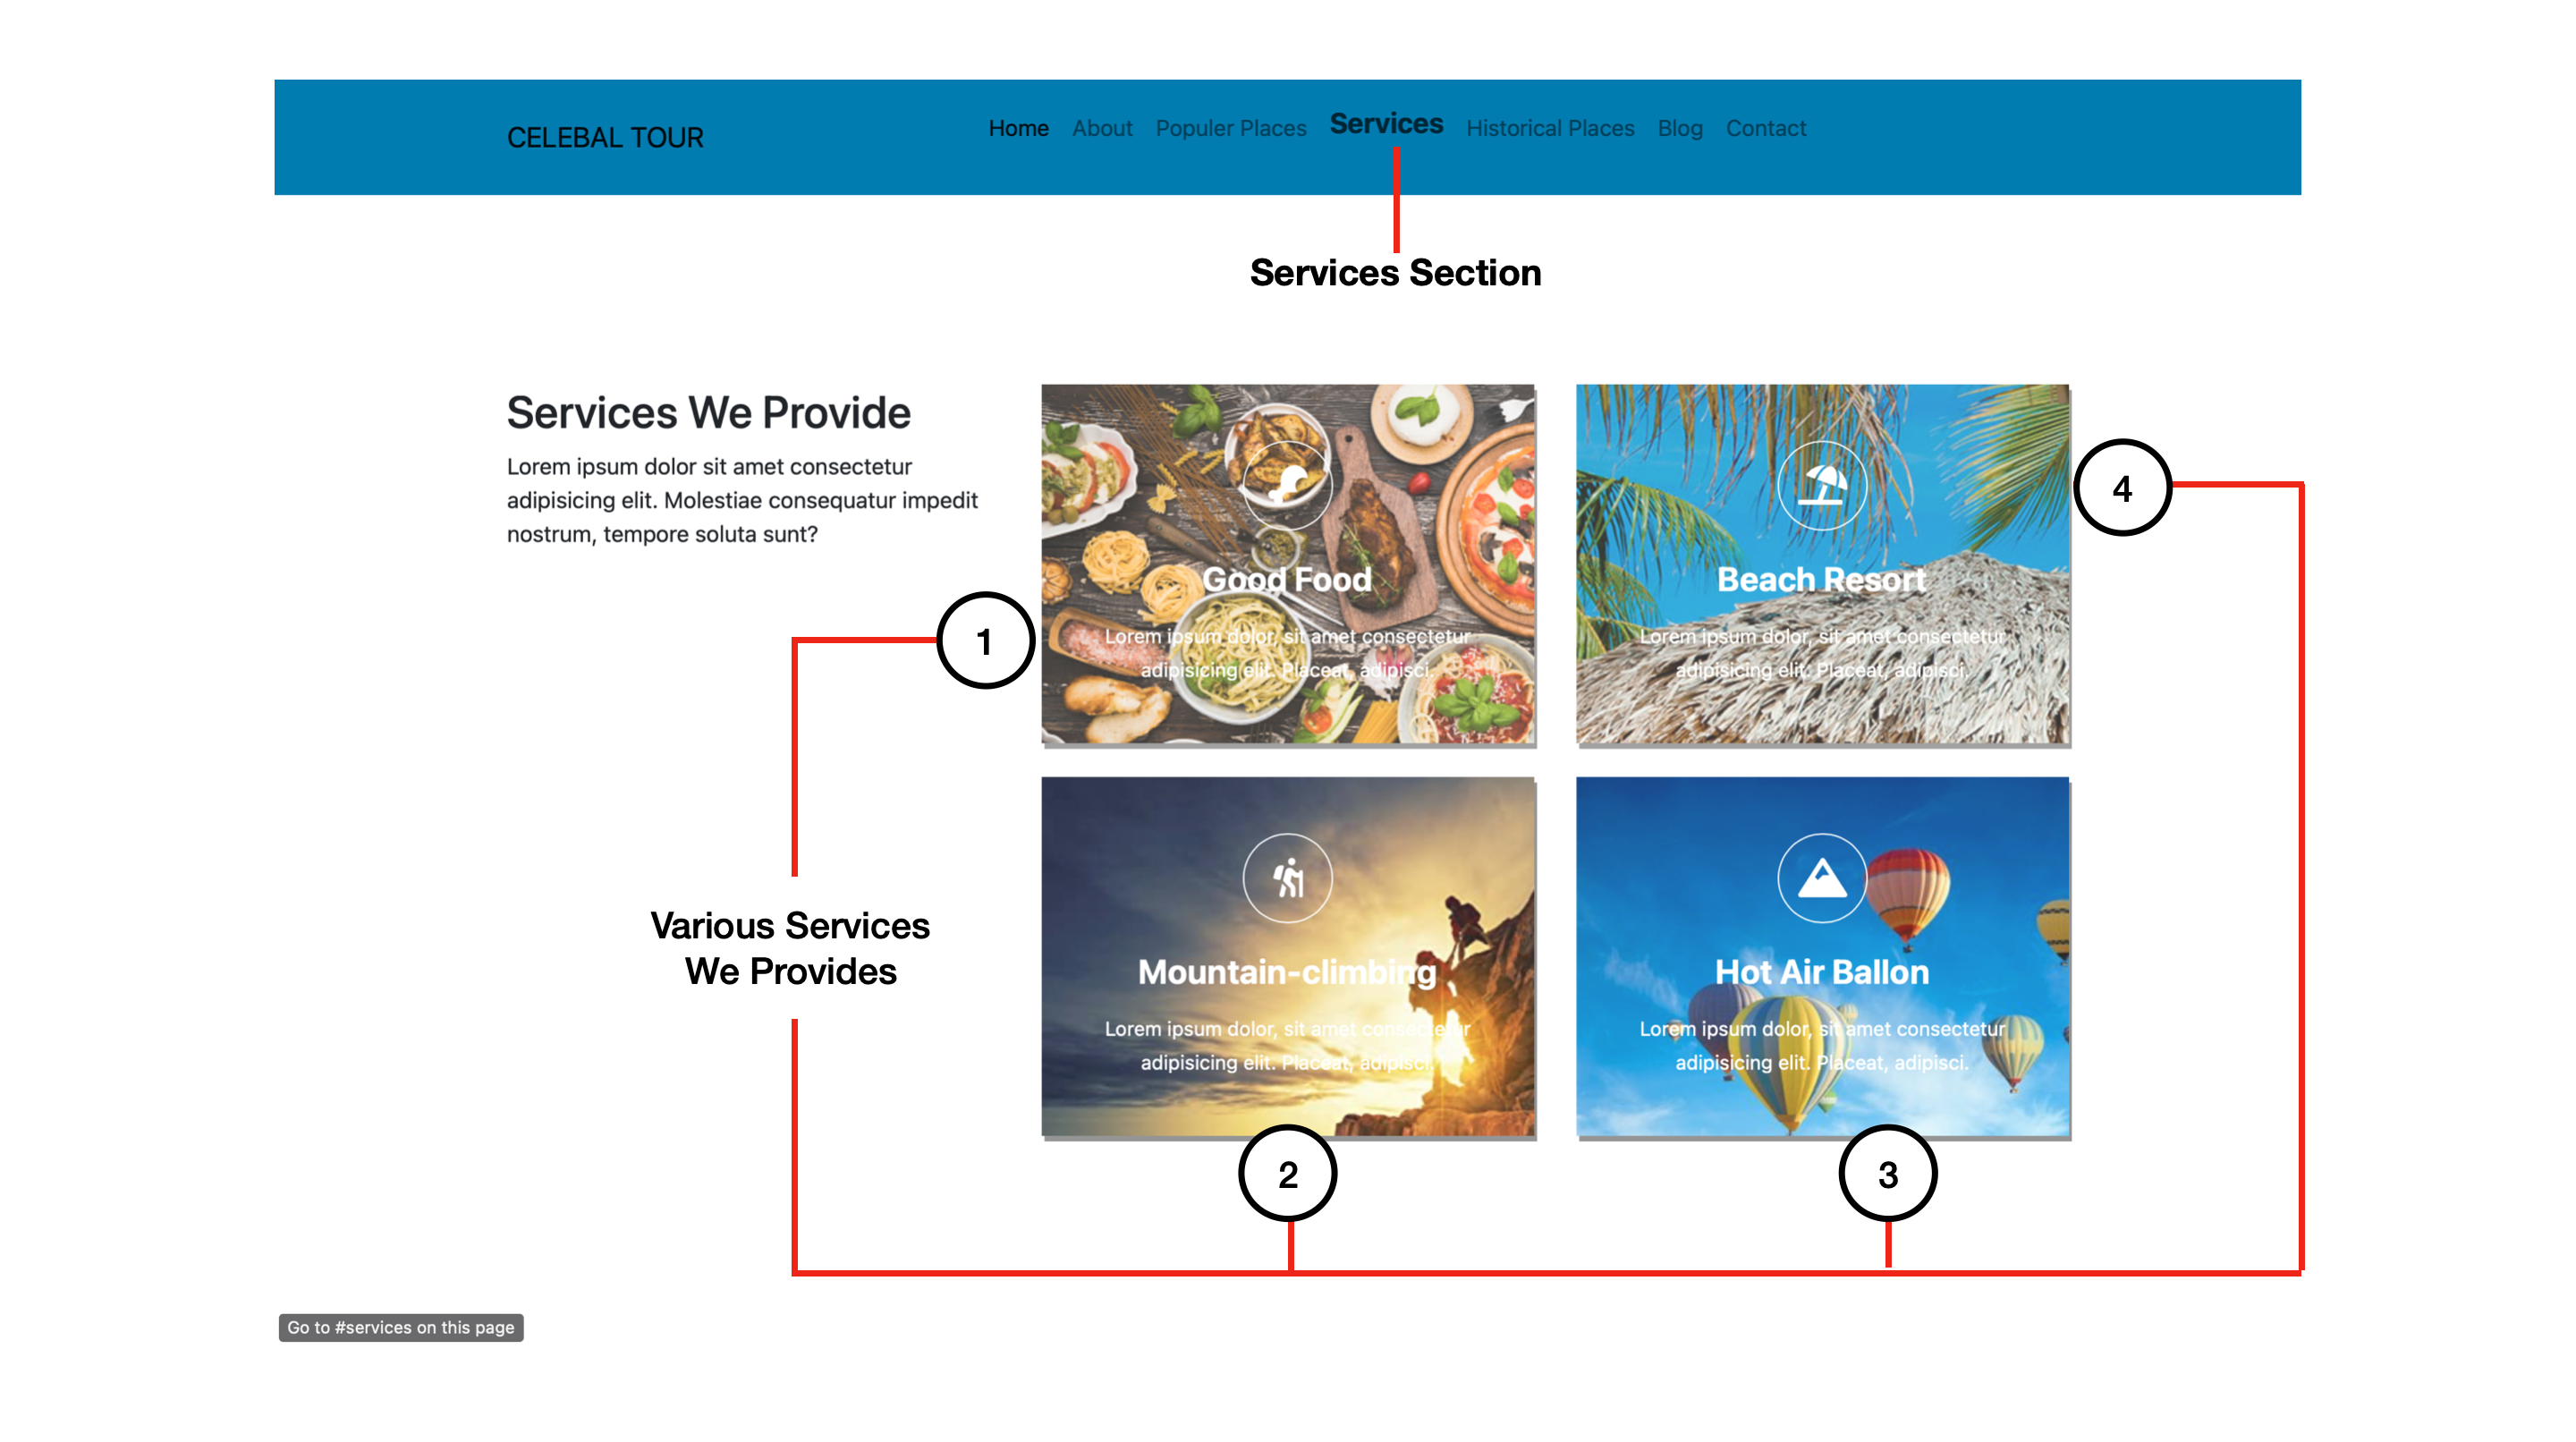 CELEBAL TOUR
Home About Populer Places Services Historical Places Blog Contact
Services Section
Services We Provide
Lorem ipsum dolor sit amet consectetur
adipisicing elit. Molestiae consequatur impedit
nostrum, tempore soluta sunt?
Good Food
Lorem ipsum dolor, sit amet consectetur
adipisicing elit. Placeat, adipisci.
Beach Resort
Lorem ipsum dolor, sit amet consectetur
adipisicing elit. Placeat, adipisci.
4
1
Various Services
We Provides
Mountain-climbing
Lorem ipsum dolor, sit amet consectetur
adipisicing elit. Placeat, adipisci.
Hot Air Ballon
Lorem ipsum dolor, sit amet consectetur
adipisicing elit. Placeat, adipisci.
2
3
Go to #services on this page